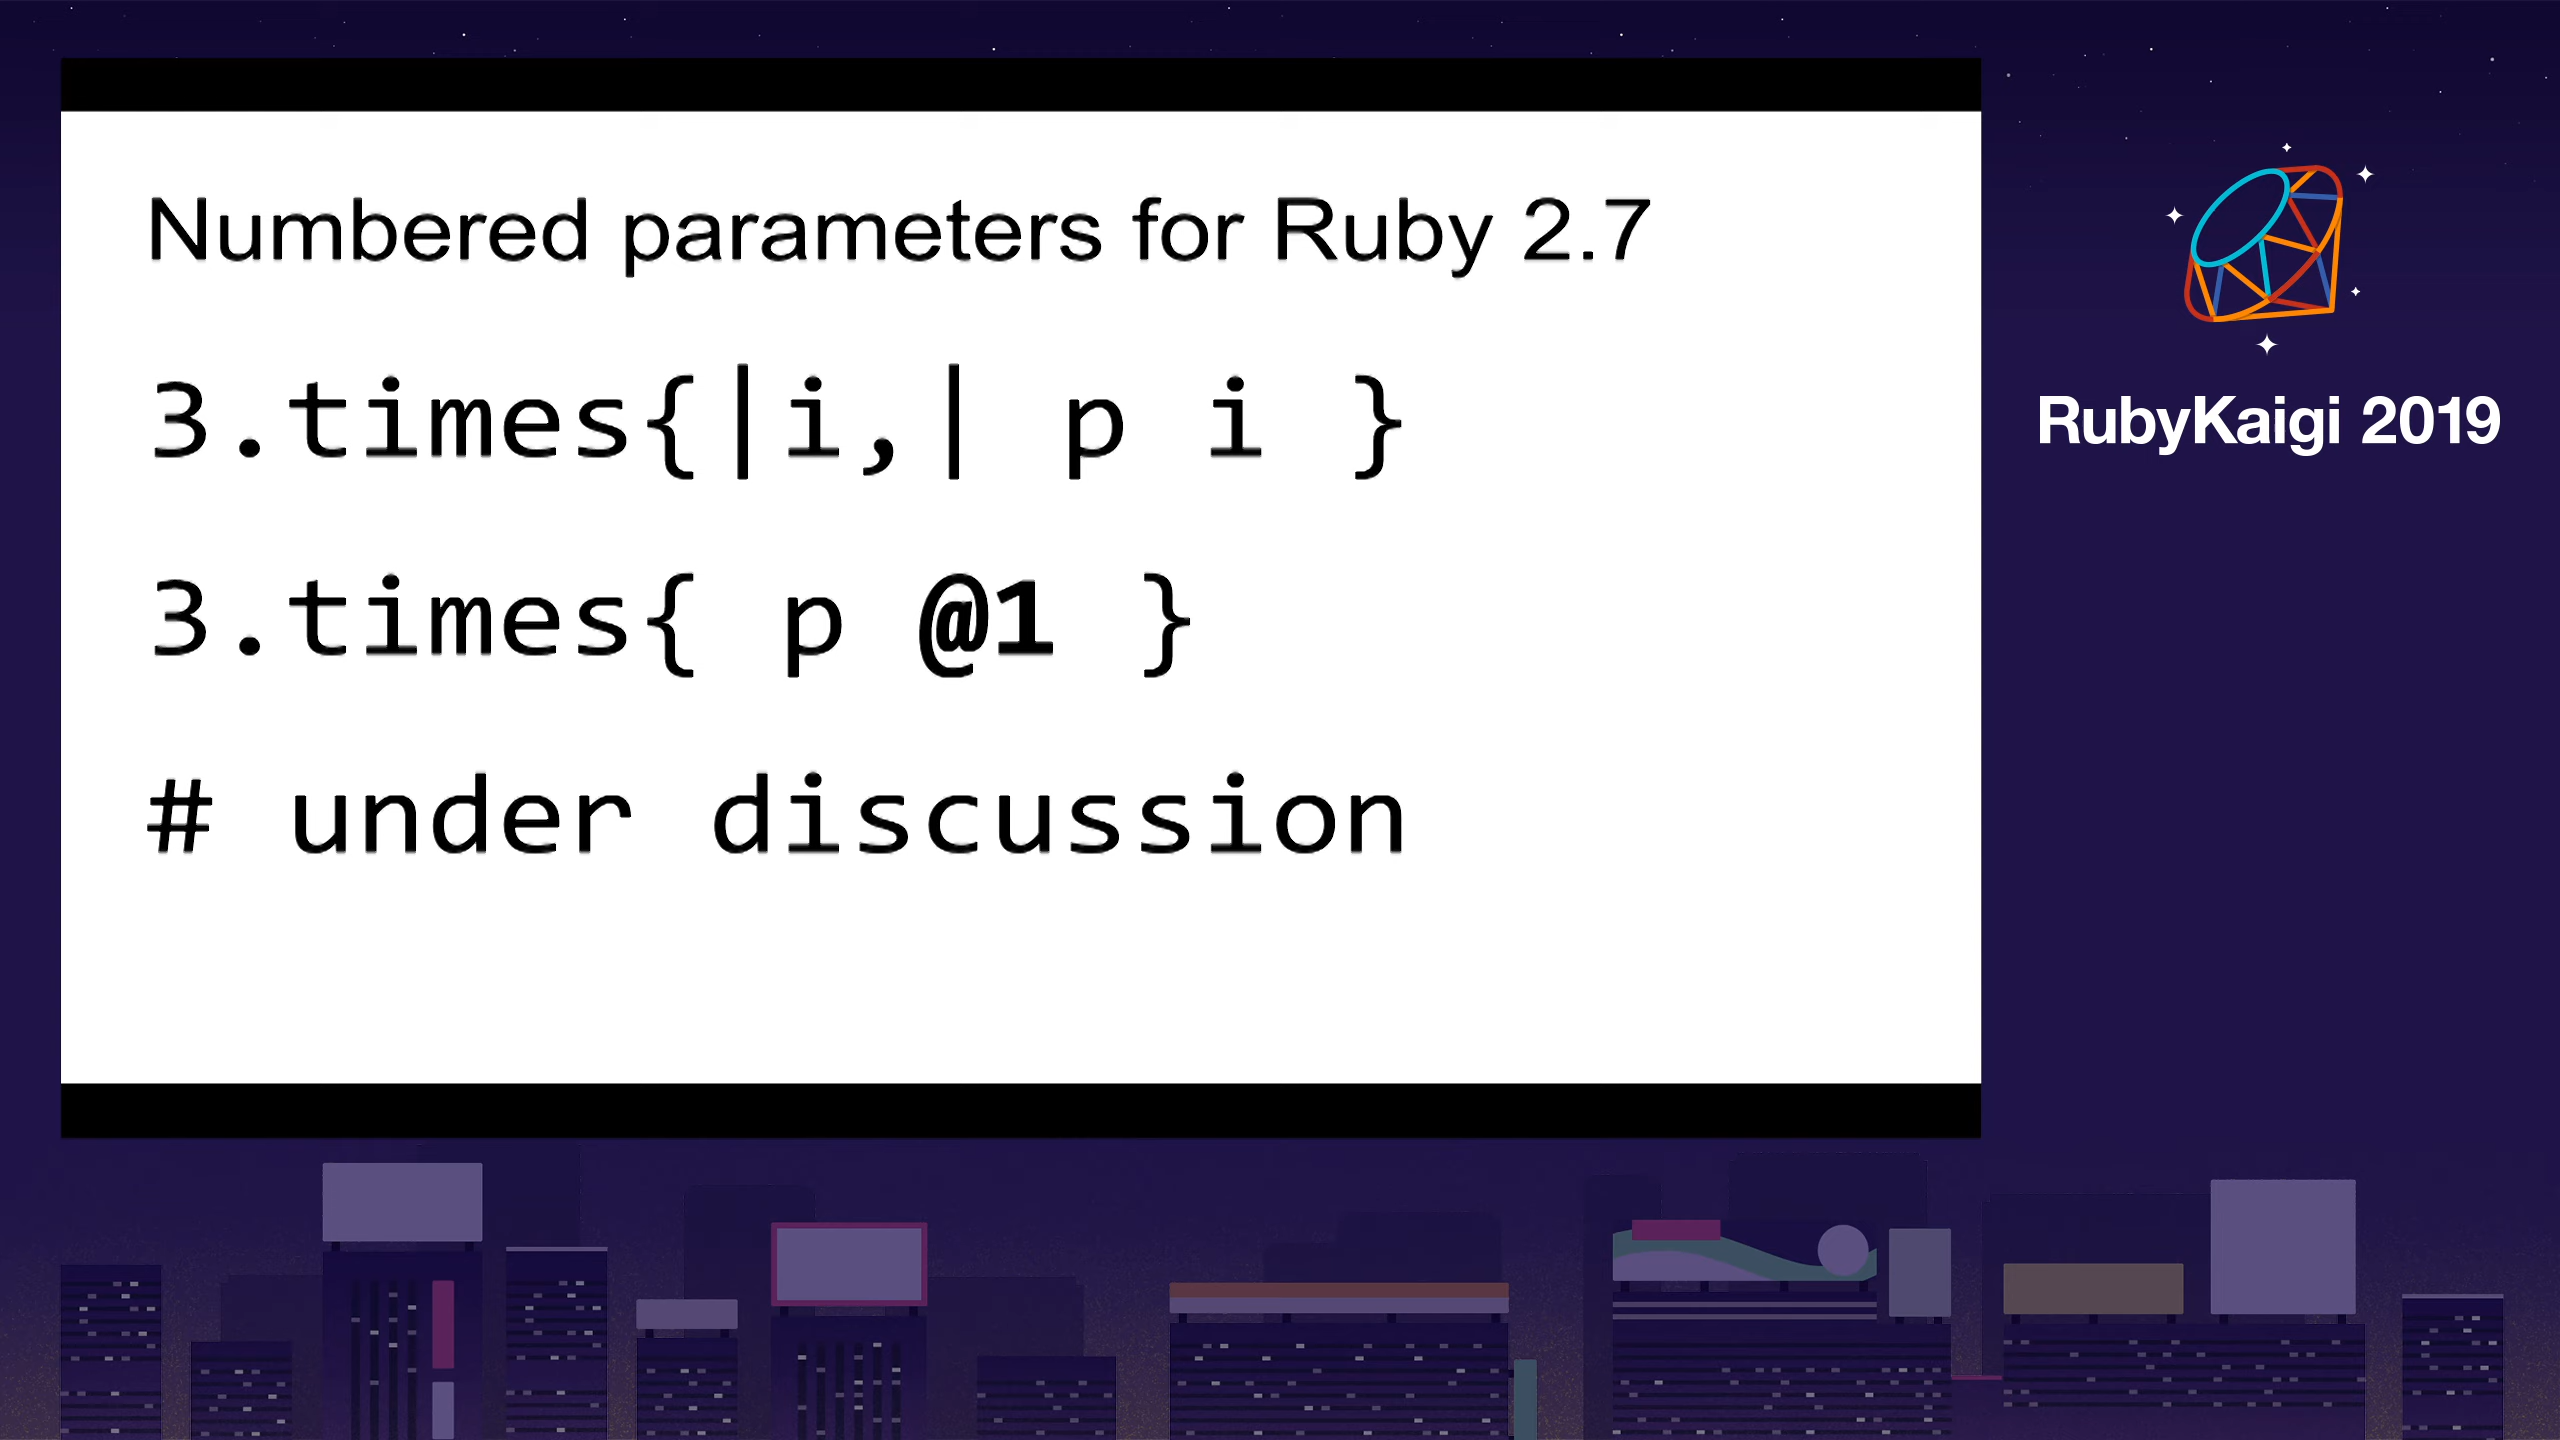 Numbered parameters for Ruby 2.7
3.times{|i,| p i }
3.times{ p @1 }
# under discussion
RubyKaigi 2019